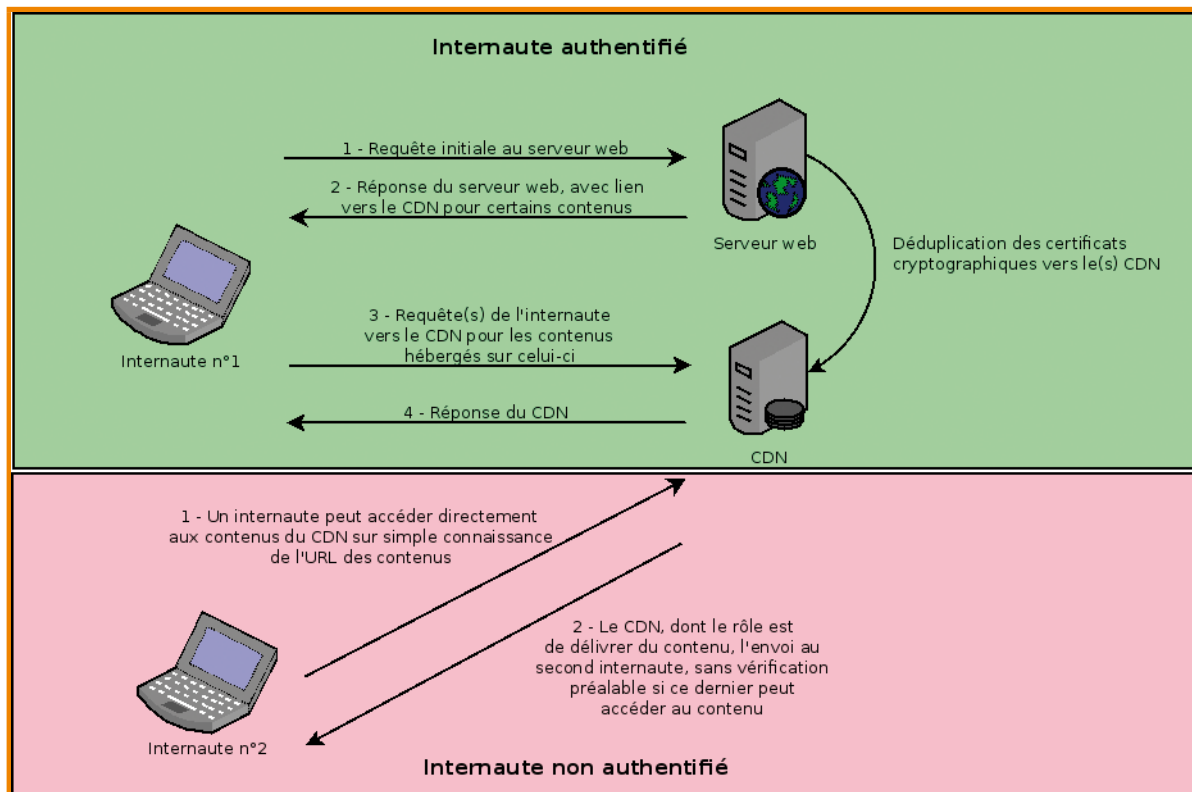 Internaute authentifié
1 - Requête initiale au serveur web
2 - Réponse du serveur web, avec lien
vers le CDN pour certains contenus
Serveur web
Déduplication des certificats
cryptographiques vers le(s) CDN
3 - Requête(s) de l'internaute
vers le CDN pour les contenus
hébergés sur celui-ci
Internaute n°1
4 - Réponse du CDN
CDN
1 - Un internaute peut accéder directement
aux contenus du CDN sur simple connaissance
de l'URL des contenus
2 - Le CDN, dont le rôle est
de délivrer du contenu, l'envoi au
second internaute, sans vérification
préalable si ce dernier peut
accéder au contenu
Internaute n°2
Internaute non authentifié